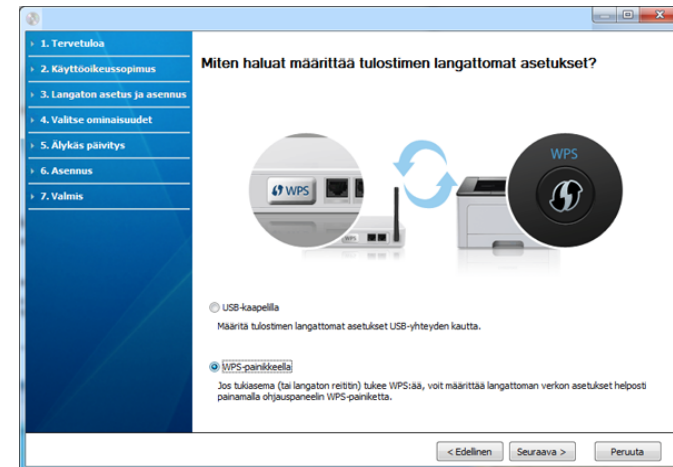 1. Tervetuloa
2. Käyttöoikeussopimus
3. Langaton asetus ja asennus
4. Valitse ominaisuudet
5. Älykäs päivitys
6. Asennus
7. Valmis
Miten haluat määrittää tulostimen langattomat asetukset?
WPS
WPS
WPS
USB-kaapelilla
Määritä tulostimen langattomat asetukset USB-yhteyden kautta.
WPS-painikkeella
Jos tukiasema (tai langaton reititin) tukee WPS:ää, voit määrittää langattoman verkon asetukset helposti
painamalla ohjauspaneelin WPS-painiketta.
< Edellinen
Seuraava >
Peruuta